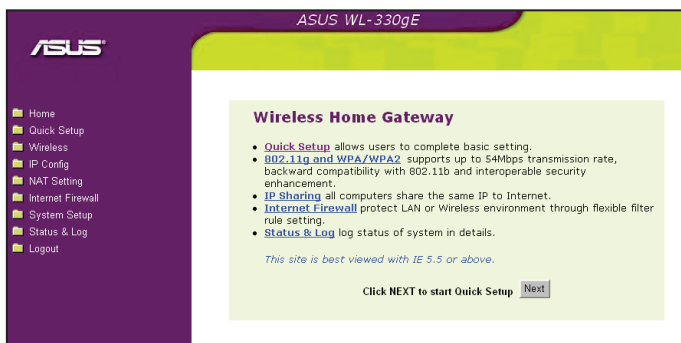 ASUS WL-330gE
ASUS
Home
Quick Setup
Wireless
IP Config
NAT Setting
Internet Firewall
System Setup
Status & Log
Logout
Wireless Home Gateway
Quick Setup allows users to complete basic setting.
802.11g and WPA/WPA2 supports up to 54Mbps transmission rate,
backward compatibility with 802.11b and interoperable security
enhancement.
IP Sharing all computers share the same IP to Internet.
Internet Firewall protect LAN or Wireless environment through flexible filter
rule setting.
Status & Log log status of system in details.
This site is best viewed with IE 5.5 or above.
Click NEXT to start Quick Setup Next